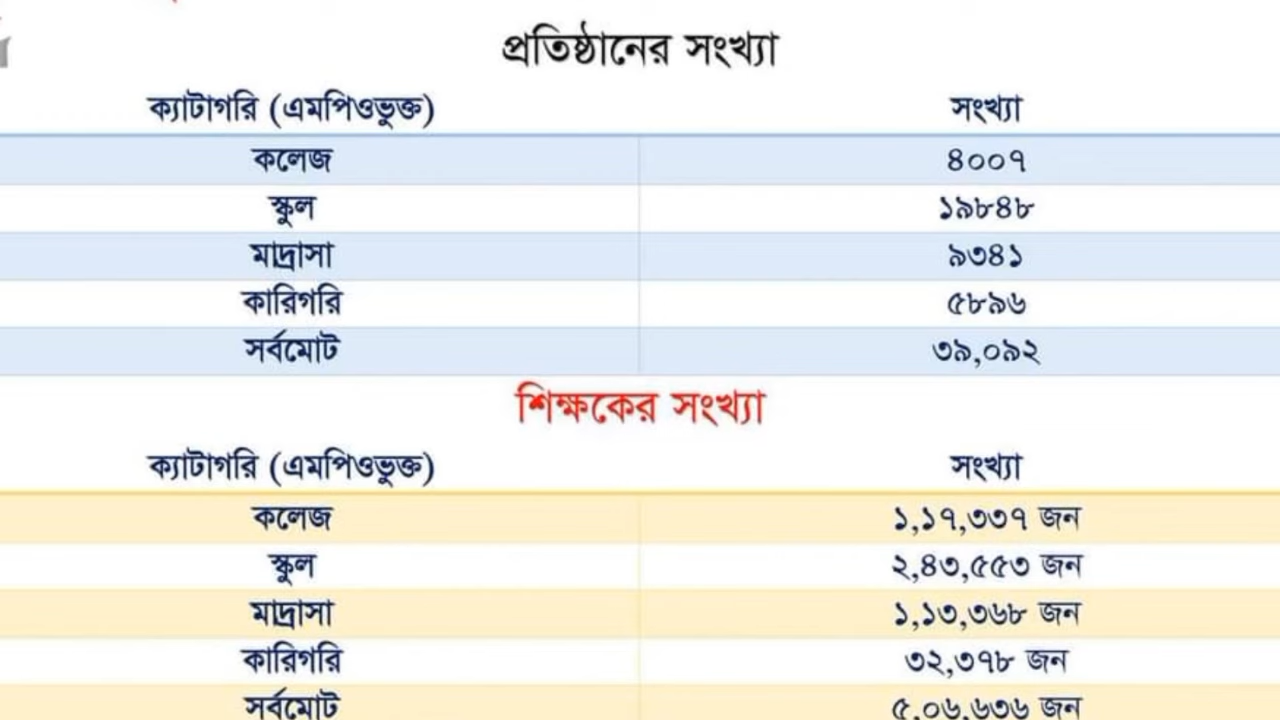 প্রতিষ্ঠানের সংখ্যা
ক্যাটাগরি (এমপিওভুক্ত) সংখ্যা
কলেজ ৪০০৭
স্কুল ১৯৮৪৮
মাদ্রাসা ৯৩৪১
কারিগরি ৫৮৯৬
সর্বমোট ৩৯,০৯২
শিক্ষকের সংখ্যা
ক্যাটাগরি (এমপিওভুক্ত) সংখ্যা
কলেজ ১,১৭,৩৩৭ জন
স্কুল ২,৪৩,৫৫৩ জন
মাদ্রাসা ১,১৩,৩৬৮ জন
কারিগরি ৩২,৩৭৮ জন
সর্বমোট ৫,০৬,৬৩৬ জন